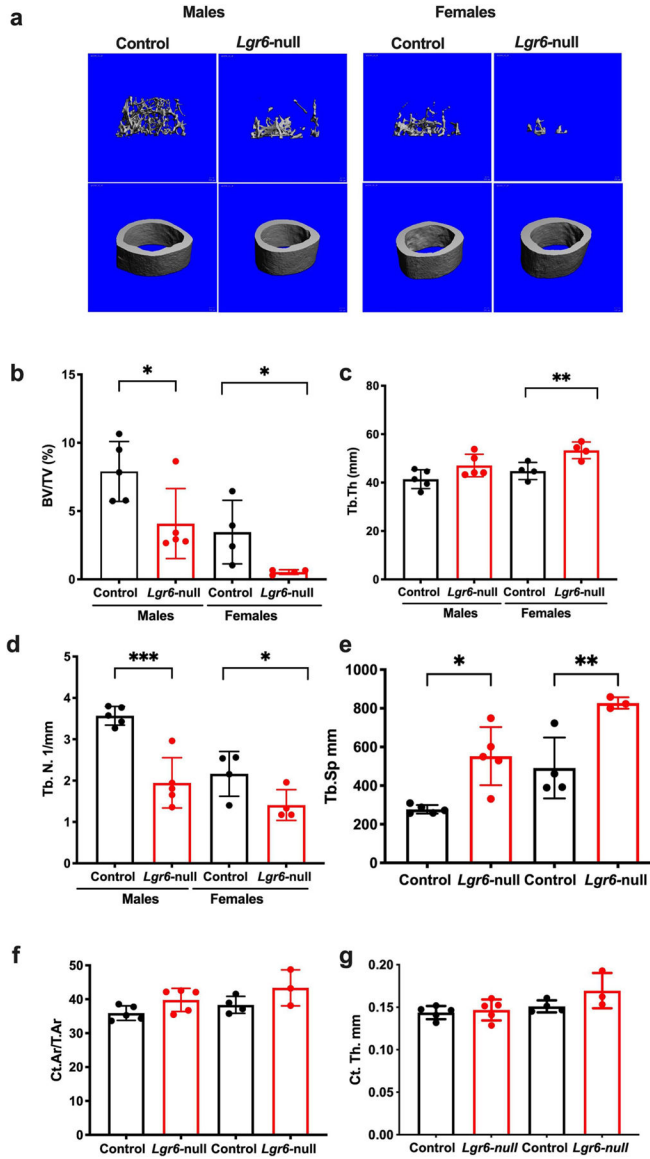 a
Males
Females
Control
Lgr6-null
Control
Lgr6-null
b
15
10
5
0
BV/TV (%)
*
*
Control
Lgr6-null
Control
Lgr6-null
Males
Females
c
80
60
40
20
0
Tb.Th (mm)
**
Control
Lgr6-null
Control
Lgr6-null
Males
Females
d
5
4
3
2
1
0
Tb. N. 1/mm
***
*
Control
Lgr6-null
Control
Lgr6-null
Males
Females
e
1000
800
600
400
200
0
Tb.Sp mm
*
**
Control
Lgr6-null
Control
Lgr6-null
f
50
40
30
20
10
0
Ct.Ar/T.Ar
Control
Lgr6-null
Control
Lgr6-null
g
0.20
0.15
0.10
0.05
0.00
Ct. Th. mm
Control
Lgr6-null
Control
Lgr6-null